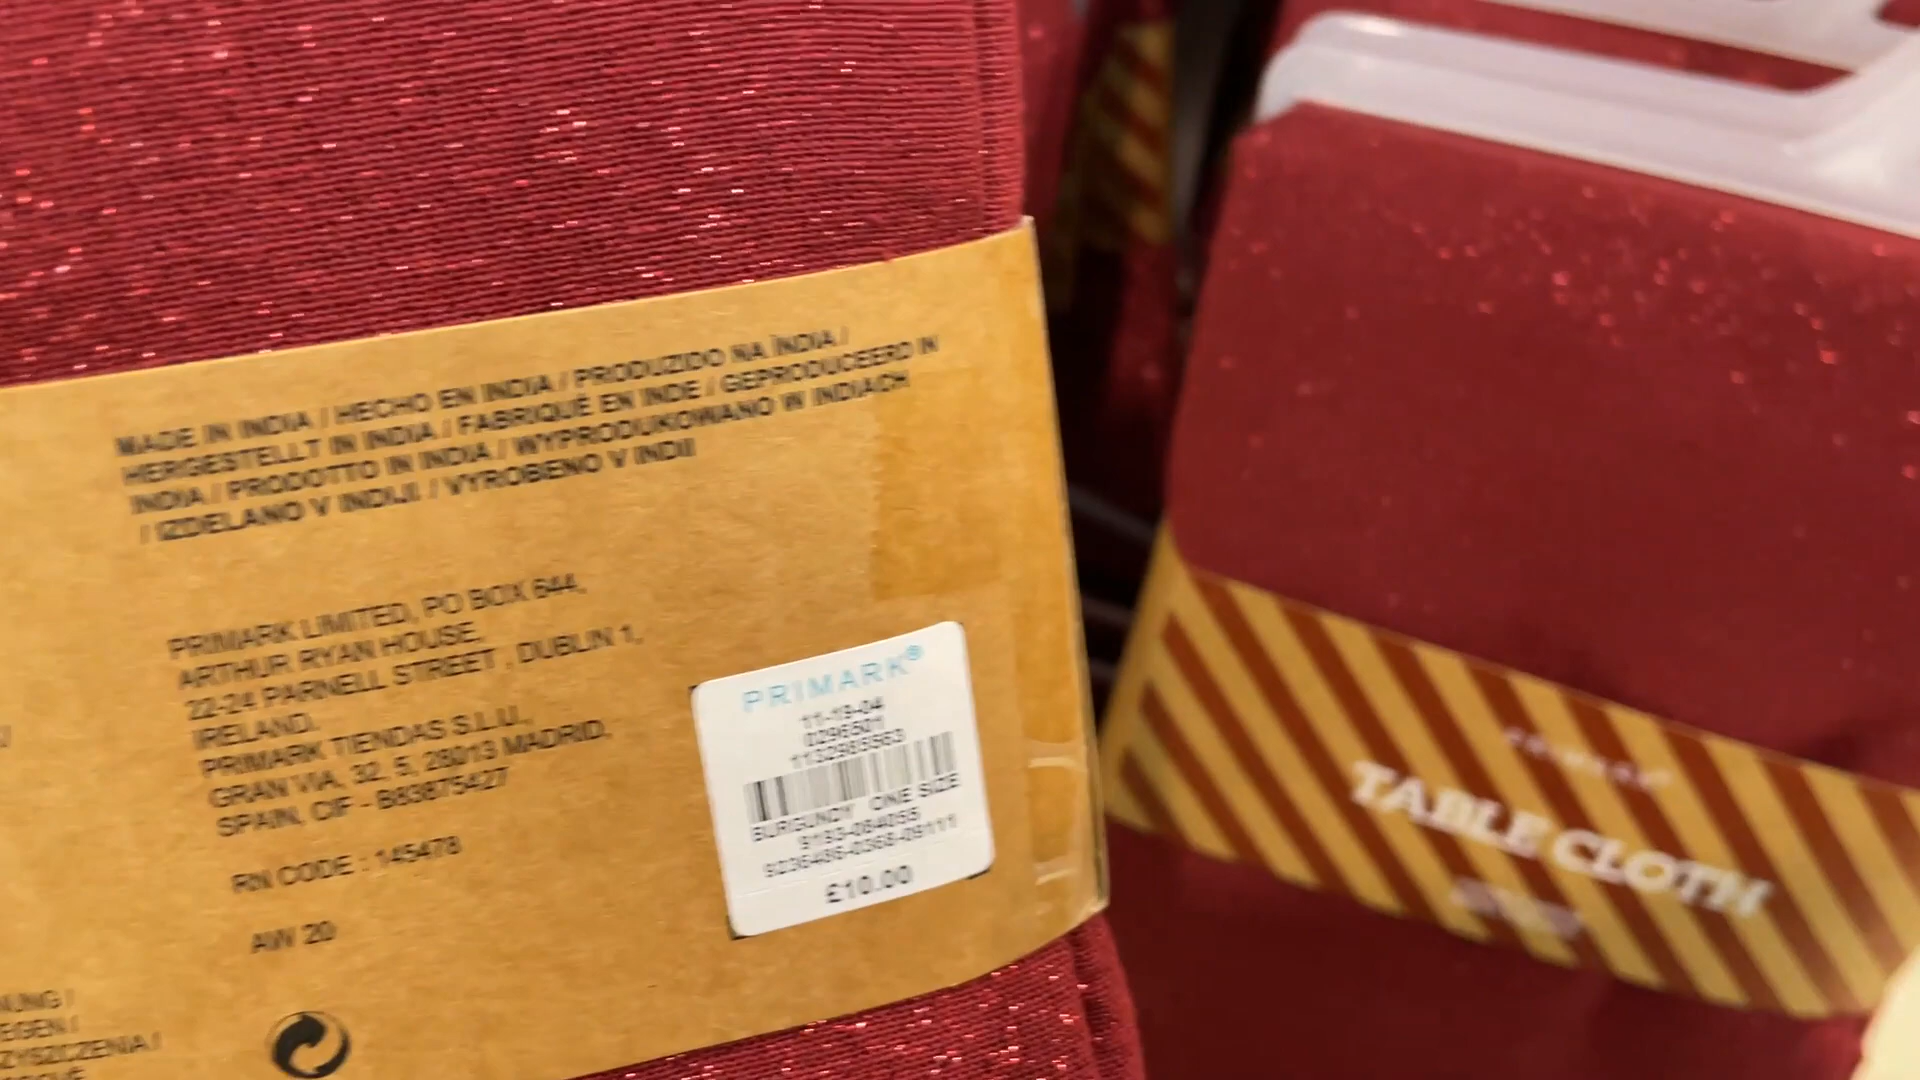 MADE IN INDIA / HECHO EN INDIA / PRODUZIDO NA ÍNDIA /
HERGESTELLT IN INDIA / FABRIQUÉ EN INDE / GEPRODUCEERD IN
INDIA / PRODOTTO IN INDIA / WYPRODUKOWANO W INDIACH
/ IZDELANO V INDIJI / VYROBENO V INDII
PRIMARK LIMITED, PO BOX 644,
ARTHUR RYAN HOUSE,
22-24 PARNELL STREET, DUBLIN 1,
IRELAND.
PRIMARK TIENDAS S.L.U.,
GRAN VIA, 32, 5, 28013 MADRID,
SPAIN, CIF - B83875427
RN CODE : 145478
AW 20
PRIMARK®
11-19-04
0296501
BURGUNDY ONE SIZE
£10.00
TABLE CLOTH